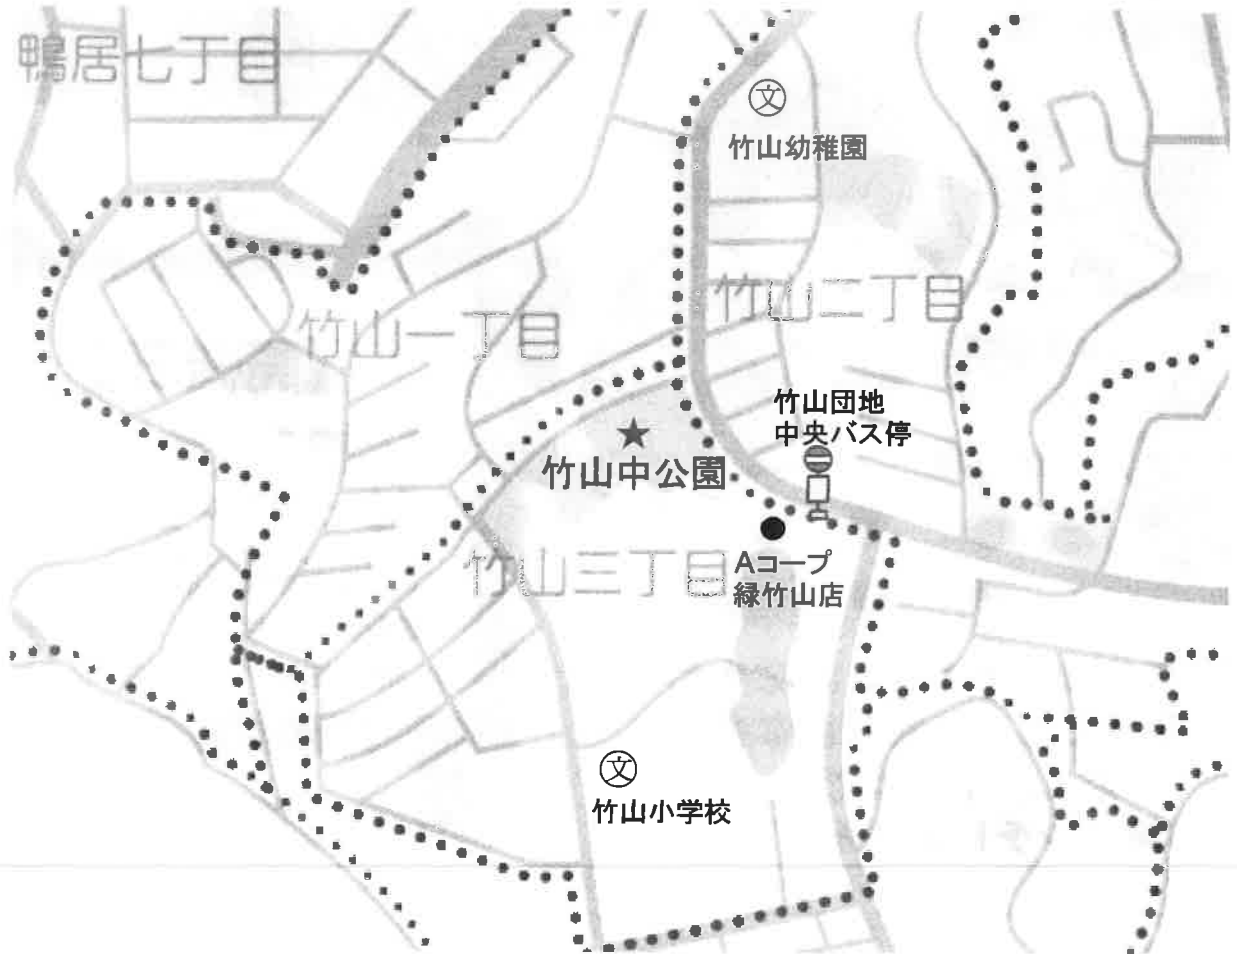 鴨居七丁目
文
竹山幼稚園
竹山二丁目
竹山一丁目
竹山団地
中央バス停
★
竹山中公園
Aコープ
緑竹山店
竹山三丁目
文
竹山小学校